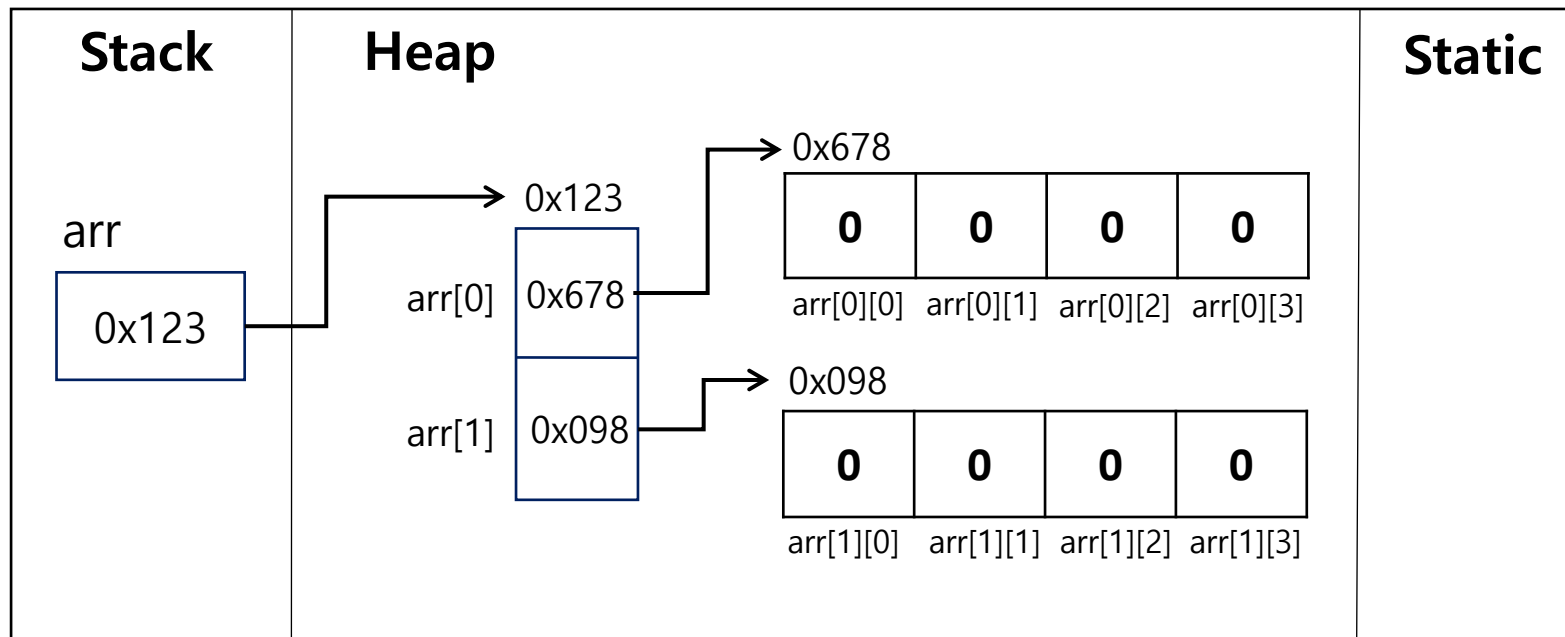 Stack
Heap
Static
arr
0x123
0x123
arr[0]
0x678
arr[1]
0x098
0x678
0 0 0 0
arr[0][0] arr[0][1] arr[0][2] arr[0][3]
0x098
0 0 0 0
arr[1][0] arr[1][1] arr[1][2] arr[1][3]